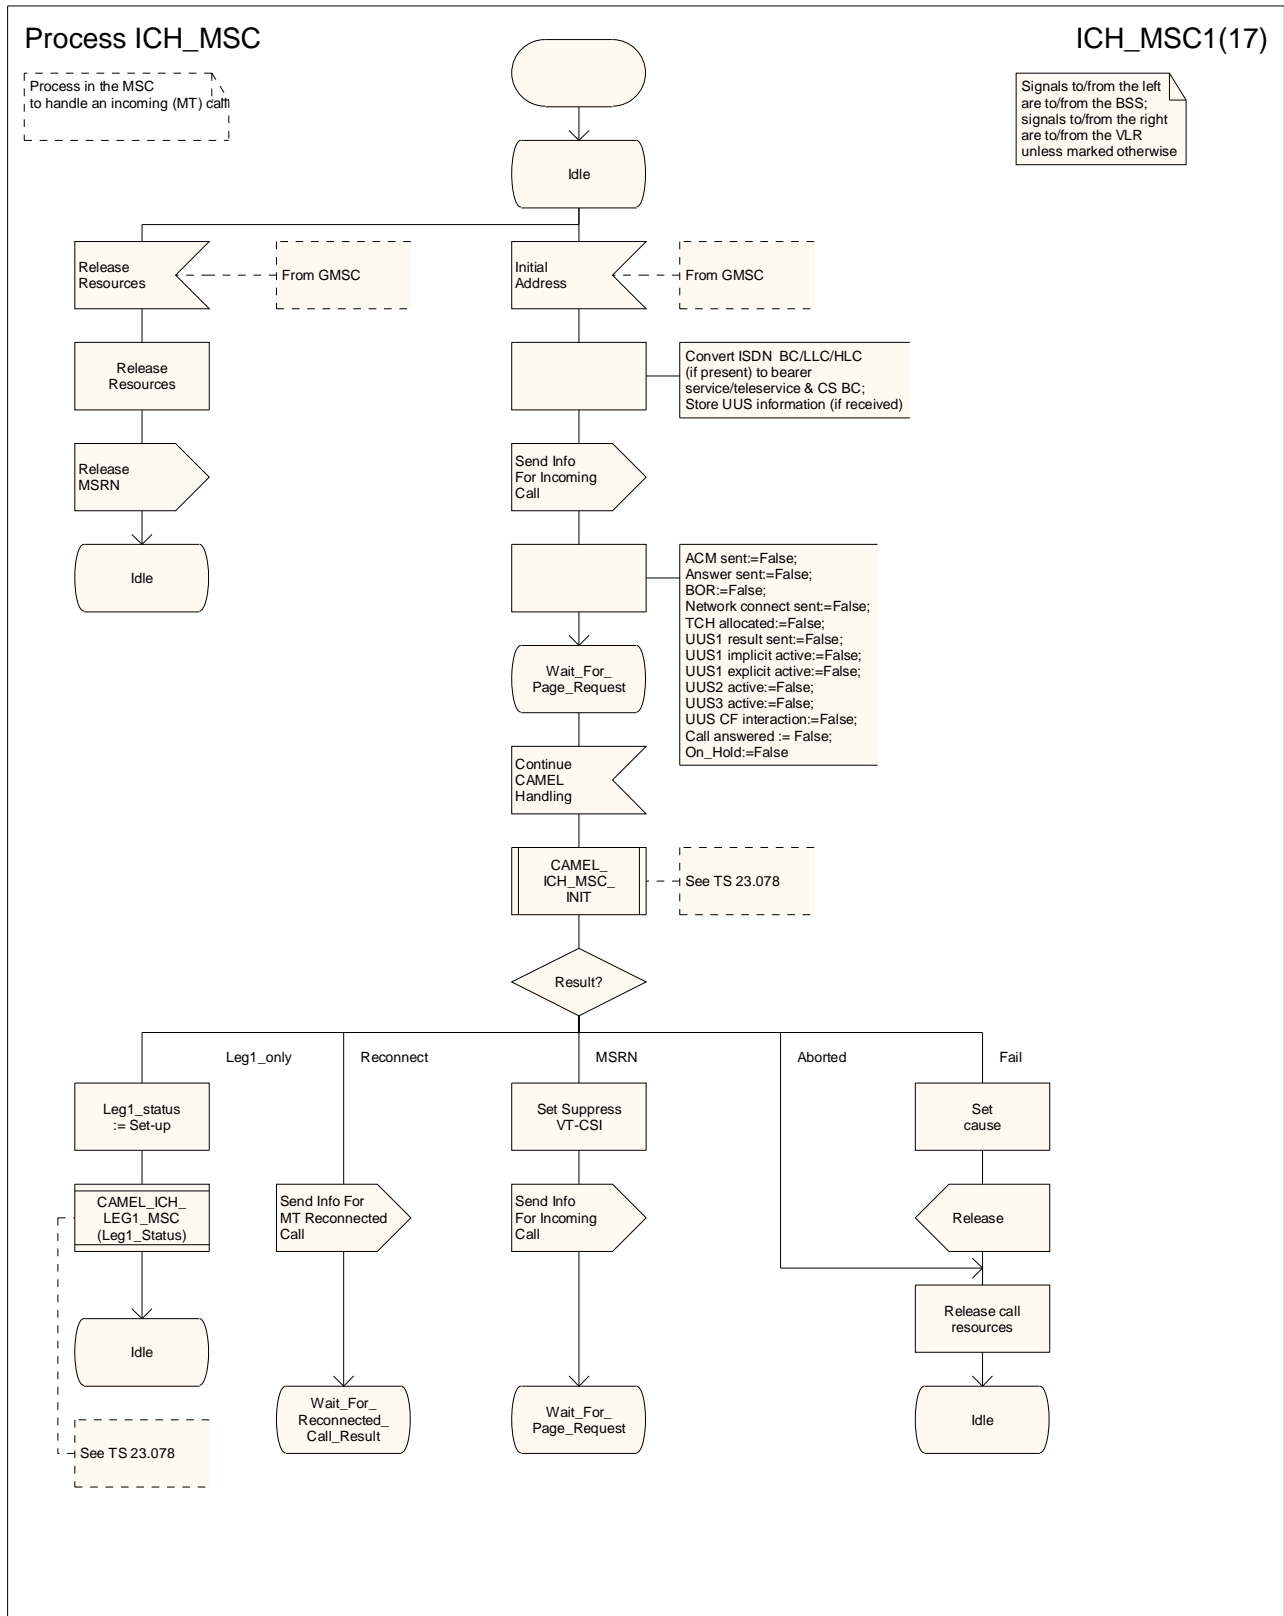 Process ICH_MSC
ICH_MSC1(17)
Process in the MSC
to handle an incoming (MT) call
Signals to/from the left
are to/from the BSS;
signals to/from the right
are to/from the VLR
unless marked otherwise
Idle
Release
Resources
From GMSC
Initial
Address
From GMSC
Release
Resources
Convert ISDN BC/LLC/HLC
(if present) to bearer
service/teleservice & CS BC;
Store UUS information (if received)
Release
MSRN
Send Info
For Incoming
Call
Idle
ACM sent:=False;
Answer sent:=False;
BOR:=False;
Network connect sent:=False;
TCH allocated:=False;
UUS1 result sent:=False;
UUS1 implicit active:=False;
UUS1 explicit active:=False;
UUS2 active:=False;
UUS3 active:=False;
UUS CF interaction:=False;
Call answered := False;
On_Hold:=False
Wait_For_
Page_Request
Continue
CAMEL
Handling
CAMEL_
ICH_MSC_
INIT
See TS 23.078
Result?
Leg1_only
Reconnect
MSRN
Aborted
Fail
Leg1_status
:= Set-up
Set Suppress
VT-CSI
Set
cause
CAMEL_ICH_
LEG1_MSC
(Leg1_Status)
Send Info For
MT Reconnected
Call
Send Info
For Incoming
Call
Release
Release call
resources
Idle
Wait_For_
Reconnected_
Call_Result
Wait_For_
Page_Request
Idle
See TS 23.078